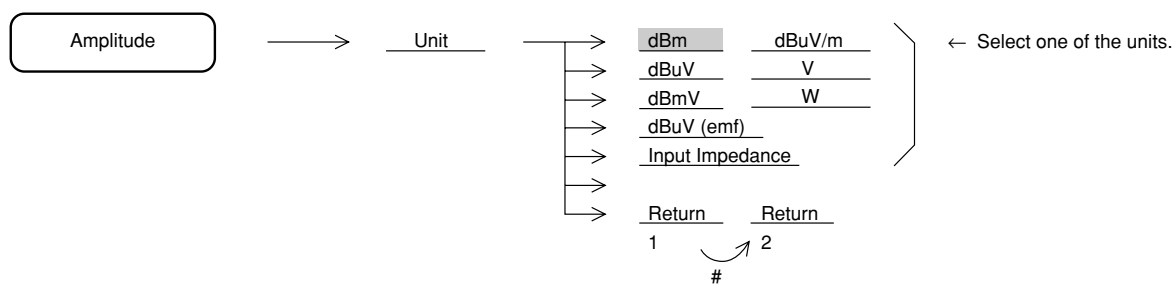 Amplitude Unit dBm dBuV/m ← Select one of the units.
dBuV V
dBmV W
dBuV (emf)
Input Impedance
Return Return
1 2
#